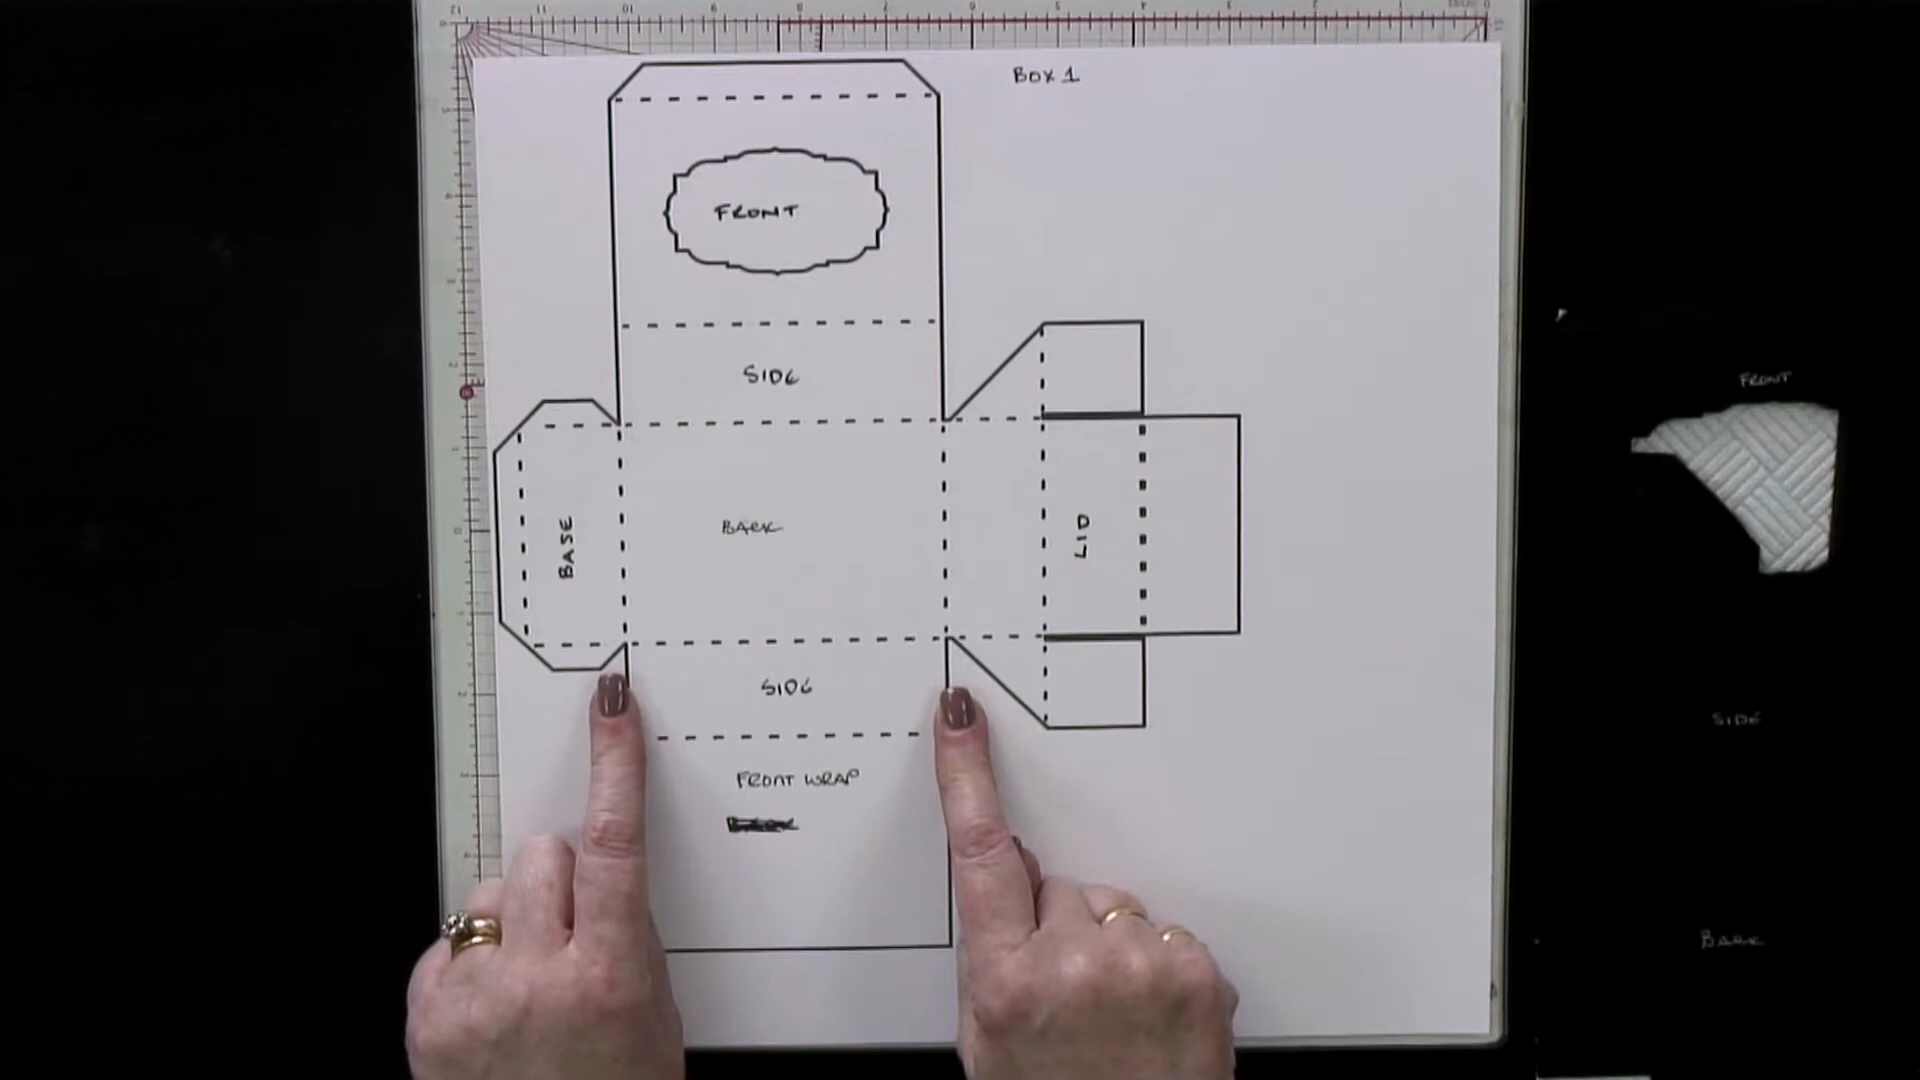 BOX 1
FRONT
SIDE
BASE
BACK
LID
SIDE
FRONT WRAP
FRONT
SIDE
BACK